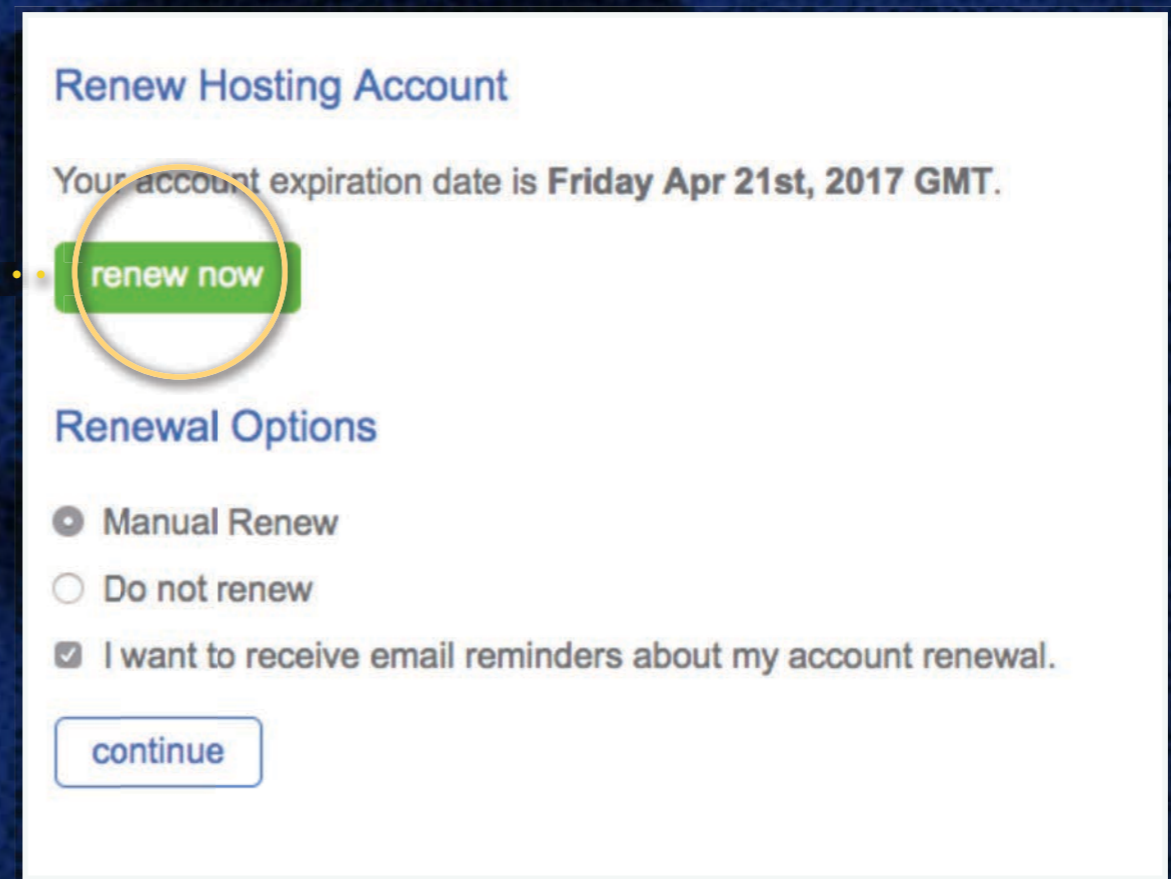 Renew Hosting Account
Your account expiration date is Friday Apr 21st, 2017 GMT.
renew now
Renewal Options
Manual Renew
Do not renew
I want to receive email reminders about my account renewal.
continue